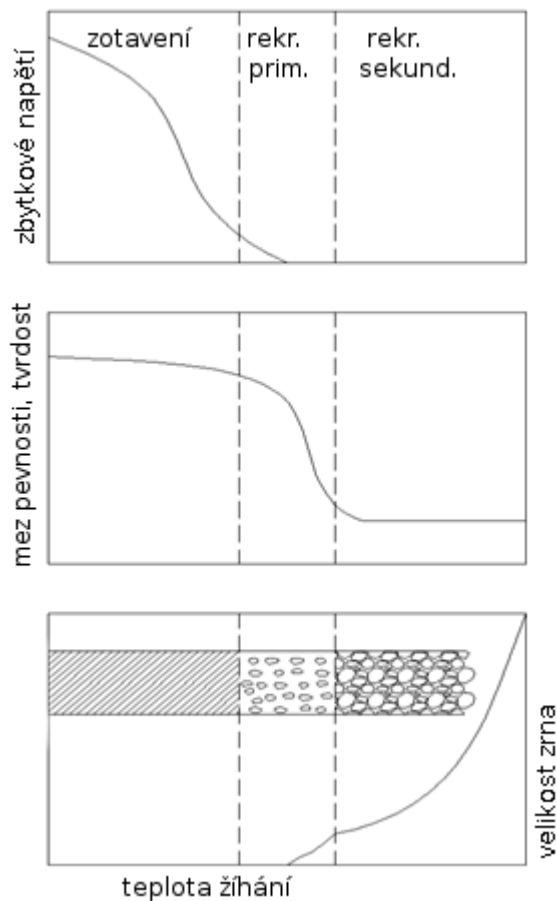 zotavení
rekr.
prim.
rekr.
sekund.
zbytkové napětí
mez pevnosti, tvrdost
velikost zrna
teplota žíhání